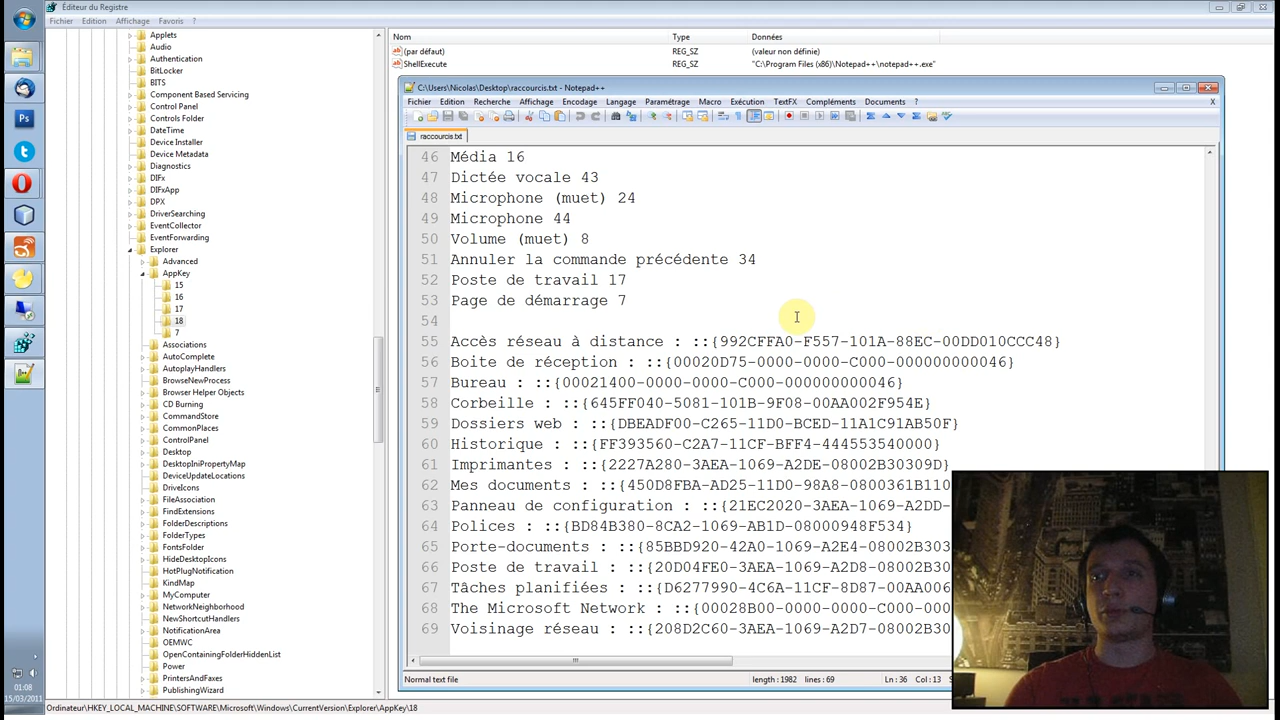 Éditeur du Registre
Fichier Edition Affichage Favoris ?
Applets
Audio
Authentication
BitLocker
BITS
Component Based Servicing
Control Panel
Controls Folder
DateTime
Device Installer
Device Metadata
Diagnostics
DIFx
DIFxApp
DPX
DriverSearching
EventCollector
EventForwarding
Explorer
Advanced
AppKey
15
16
17
18
7
Associations
AutoComplete
AutoplayHandlers
BrowseNewProcess
Browser Helper Objects
CD Burning
CommandStore
CommonPlaces
ControlPanel
Desktop
DesktopIniPropertyMap
DeviceUpdateLocations
DriveIcons
FileAssociation
FindExtensions
FolderDescriptions
FolderTypes
FontsFolder
HideDesktopIcons
HotPlugNotification
KindMap
MyComputer
NetworkNeighborhood
NewShortcutHandlers
NotificationArea
OEMWC
OpenContainingFolderHiddenList
Power
PrintersAndFaxes
PublishingWizard
Nom Type Données
(par défaut) REG_SZ (valeur non définie)
ShellExecute REG_SZ "C:\Program Files (x86)\Notepad++\notepad++.exe"
C:\Users\Nicolas\Desktop\raccourcis.txt - Notepad++
Fichier Edition Recherche Affichage Encodage Langage Paramétrage Macro Exécution TextFX Compléments Documents ? X
raccourcis.txt
46 Média 16
47 Dictée vocale 43
48 Microphone (muet) 24
49 Microphone 44
50 Volume (muet) 8
51 Annuler la commande précédente 34
52 Poste de travail 17
53 Page de démarrage 7
54
55 Accès réseau à distance : ::{992CFFA0-F557-101A-88EC-00DD010CCC48}
56 Boite de réception : ::{00020D75-0000-0000-C000-000000000046}
57 Bureau : ::{00021400-0000-0000-C000-000000000046}
58 Corbeille : ::{645FF040-5081-101B-9F08-00AA002F954E}
59 Dossiers web : ::{DBEADF00-C265-11D0-BCED-11A1C91AB50F}
60 Historique : ::{FF393560-C2A7-11CF-BFF4-444553540000}
61 Imprimantes : ::{2227A280-3AEA-1069-A2DE-08002B30309D}
62 Mes documents : ::{450D8FBA-AD25-11D0-98A8-0800361B110
63 Panneau de configuration : ::{21EC2020-3AEA-1069-A2DD-
64 Polices : ::{BD84B380-8CA2-1069-AB1D-08000948F534}
65 Porte-documents : ::{85BBD920-42A0-1069-A2E4-08002B303
66 Poste de travail : ::{20D04FE0-3AEA-1069-A2D8-08002B30
67 Tâches planifiées : ::{D6277990-4C6A-11CF-8D87-00AA006
68 The Microsoft Network : ::{00028B00-0000-0000-C000-000
69 Voisinage réseau : ::{208D2C60-3AEA-1069-A2D7-08002B30
Normal text file length : 1982 lines : 69 Ln : 36 Col : 13
01:08
15/03/2011
Ordinateur\HKEY_LOCAL_MACHINE\SOFTWARE\Microsoft\Windows\CurrentVersion\Explorer\AppKey\18